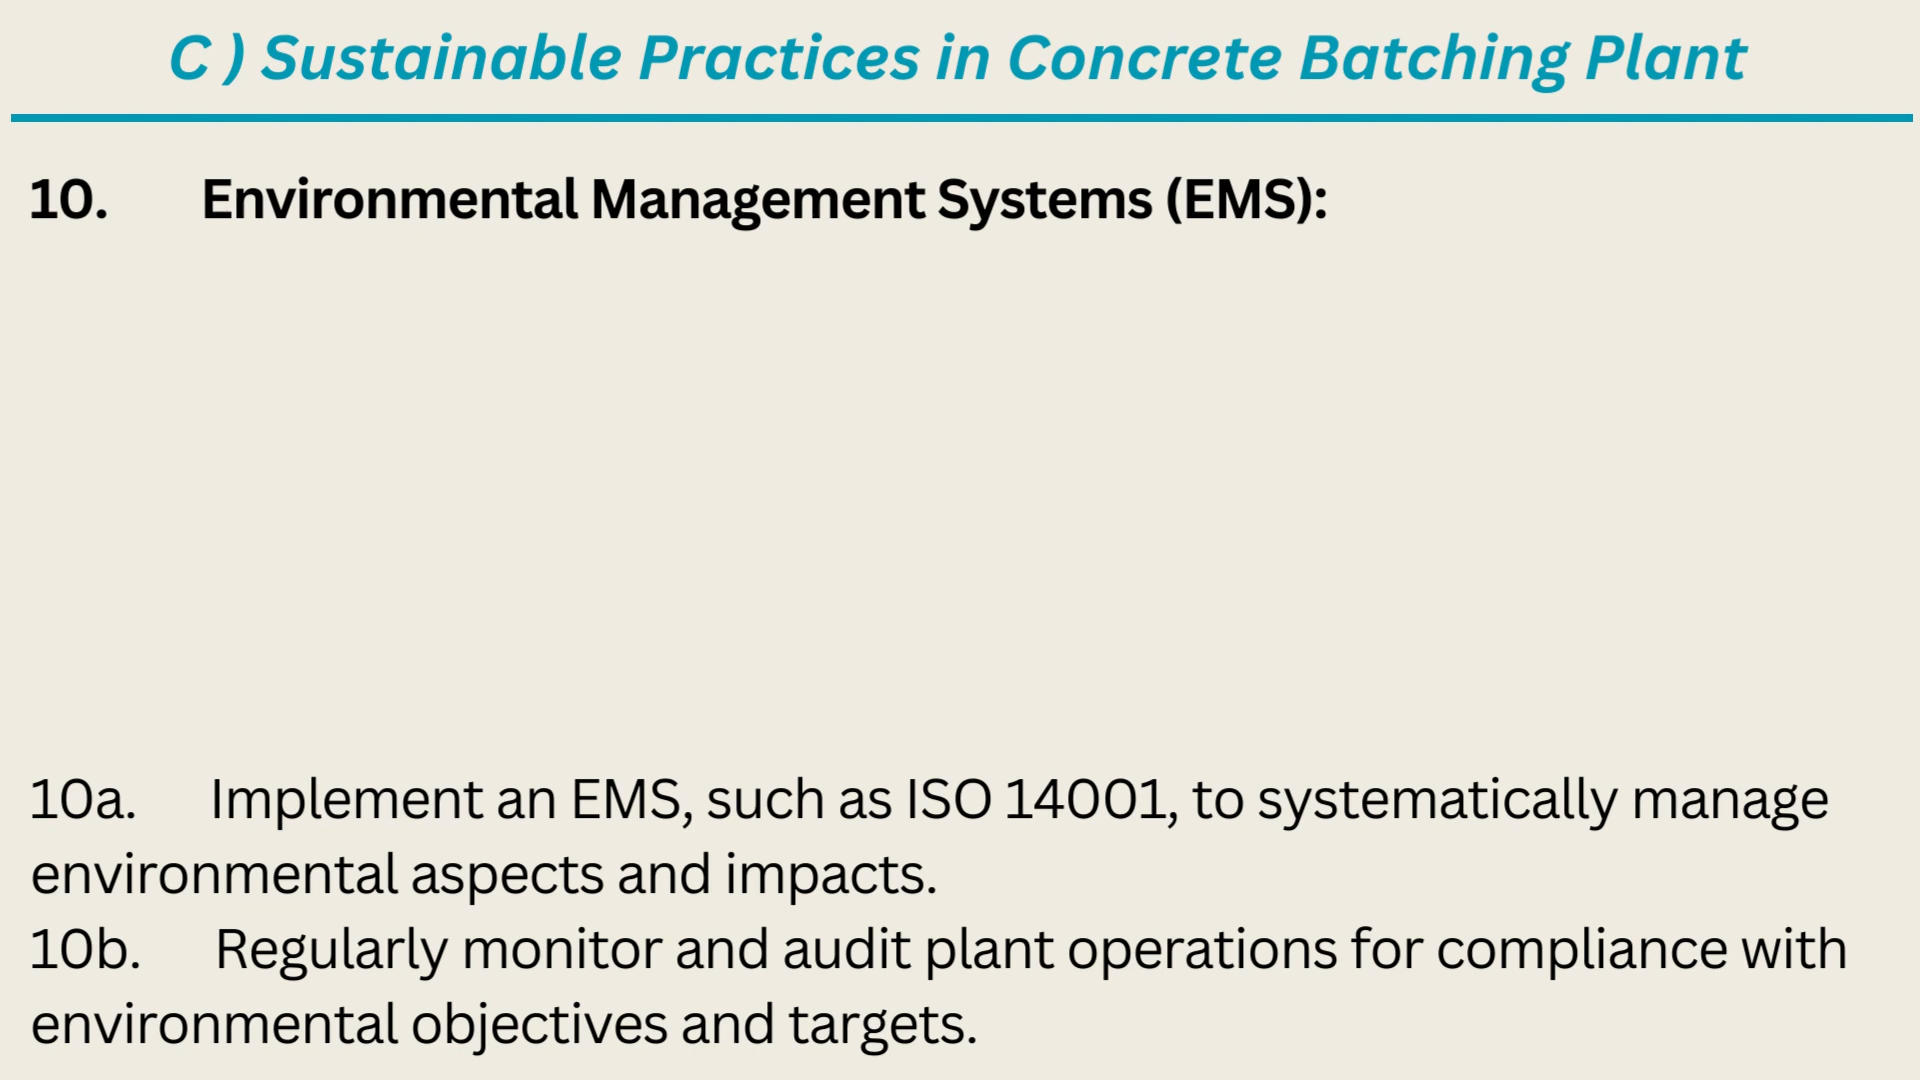 C ) Sustainable Practices in Concrete Batching Plant
10. Environmental Management Systems (EMS):
10a. Implement an EMS, such as ISO 14001, to systematically manage
environmental aspects and impacts.
10b. Regularly monitor and audit plant operations for compliance with
environmental objectives and targets.